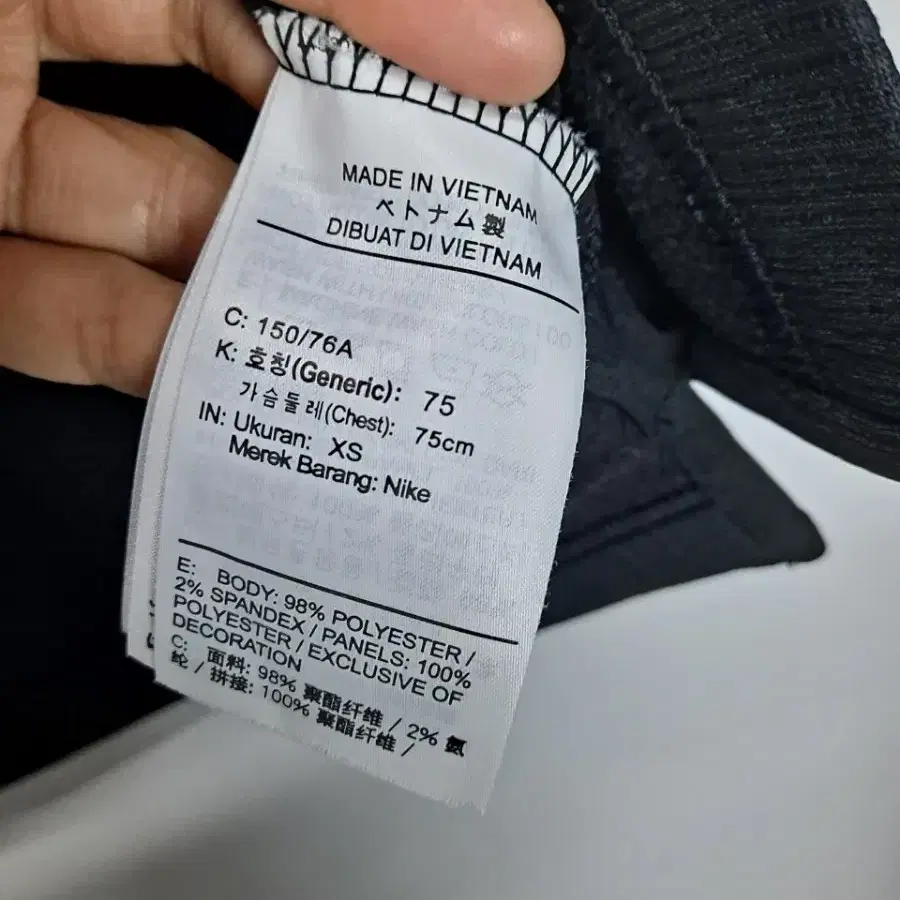 MADE IN VIETNAM
ベトナム製
DIBUAT DI VIETNAM
C: 150/76A
K: 호칭(Generic): 75
가슴둘레(Chest): 75cm
IN: Ukuran: XS
Merek Barang: Nike
E: BODY: 98% POLYESTER /
2% SPANDEX / PANELS: 100%
POLYESTER / EXCLUSIVE OF
DECORATION
C: 面料: 98% 聚酯纤维 / 2% 氨
纶 / 拼接: 100% 聚酯纤维 /